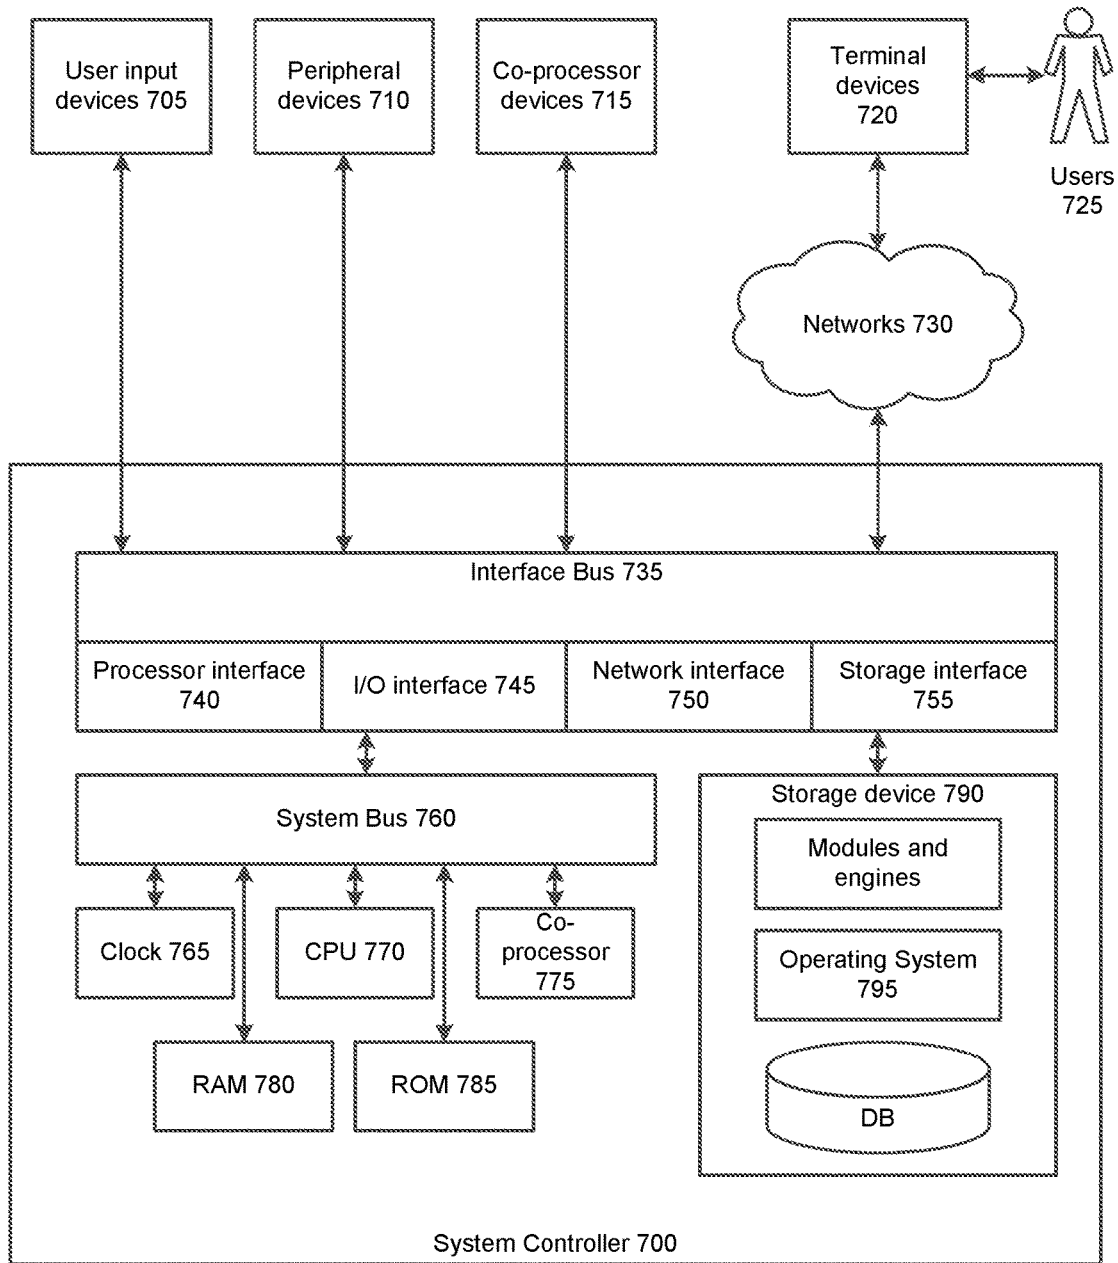 User input
devices 705
Peripheral
devices 710
Co-processor
devices 715
Terminal
devices
720
Users
725
Networks 730
Interface Bus 735
Processor interface
740
I/O interface 745
Network interface
750
Storage interface
755
System Bus 760
Storage device 790
Modules and
engines
Clock 765
CPU 770
Co-
processor
775
Operating System
795
RAM 780
ROM 785
DB
System Controller 700